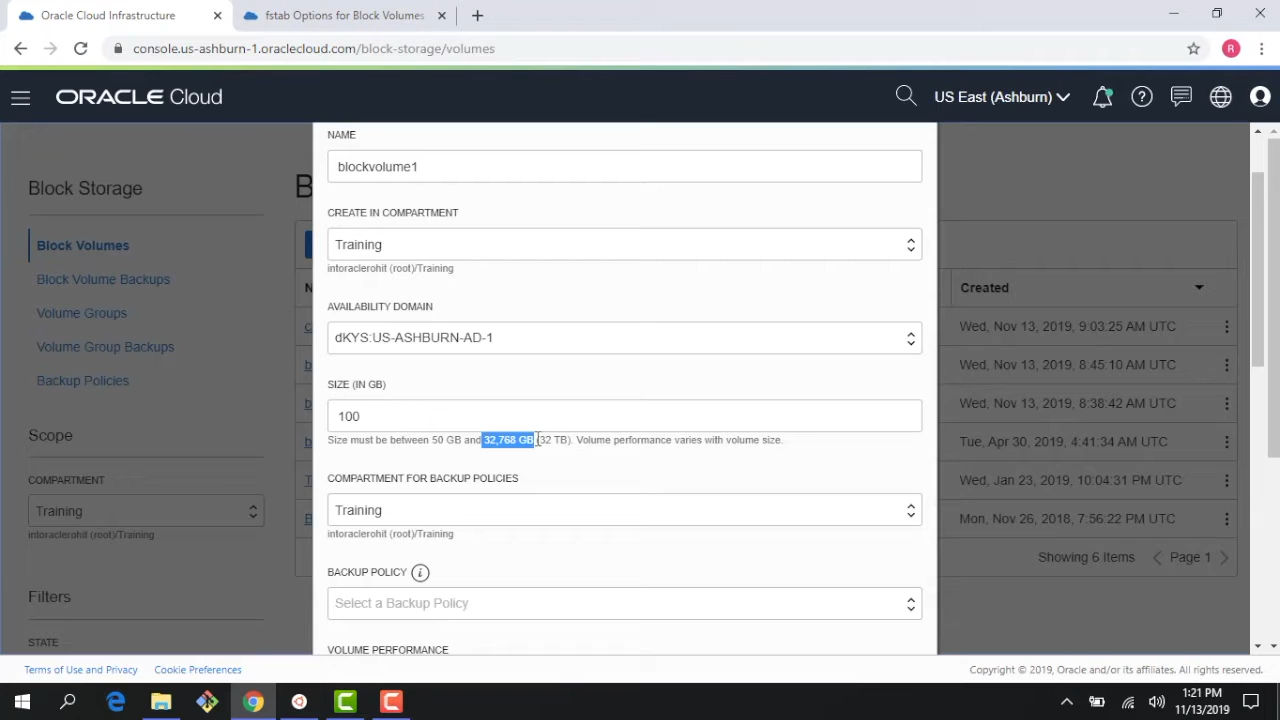 Oracle Cloud Infrastructure
fstab Options for Block Volumes
console.us-ashburn-1.oraclecloud.com/block-storage/volumes
R
ORACLE Cloud
US East (Ashburn)
Block Storage
B
Block Volumes
Block Volume Backups
Volume Groups
Volume Group Backups
Backup Policies
Scope
COMPARTMENT
Training
intoraclerohit (root)/Training
Filters
STATE
NAME
blockvolume1
CREATE IN COMPARTMENT
Training
intoraclerohit (root)/Training
AVAILABILITY DOMAIN
dKYS:US-ASHBURN-AD-1
SIZE (IN GB)
100
Size must be between 50 GB and 32,768 GB (32 TB). Volume performance varies with volume size.
COMPARTMENT FOR BACKUP POLICIES
Training
intoraclerohit (root)/Training
BACKUP POLICY
Select a Backup Policy
VOLUME PERFORMANCE
Created
Wed, Nov 13, 2019, 9:03:25 AM UTC
Wed, Nov 13, 2019, 8:45:10 AM UTC
Wed, Nov 13, 2019, 8:38:42 AM UTC
Tue, Apr 30, 2019, 4:41:34 AM UTC
Wed, Jan 23, 2019, 10:04:31 PM UTC
Mon, Nov 26, 2018, 7:56:22 PM UTC
Showing 6 Items
Page 1
Terms of Use and Privacy
Cookie Preferences
Copyright © 2019, Oracle and/or its affiliates. All rights reserved.
1:21 PM
11/13/2019